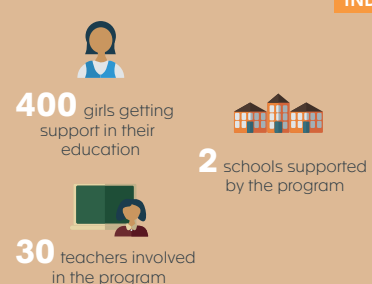 400 girls getting
support in their
education
2 schools supported
by the program
30 teachers involved
in the program